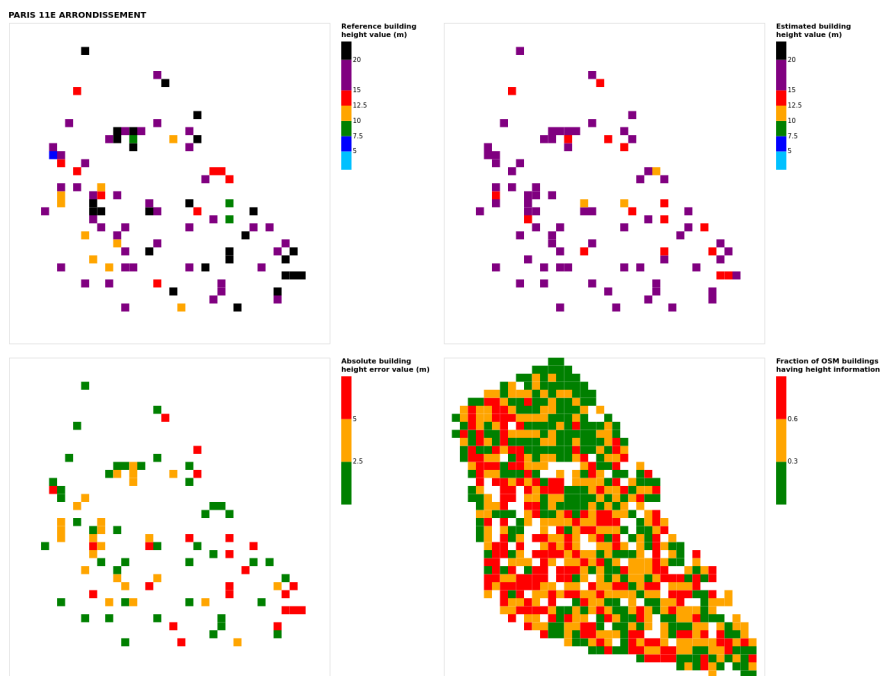 PARIS 11E ARRONDISSEMENT
Reference building
height value (m)
20
15
12.5
10
7.5
5
Estimated building
height value (m)
20
15
12.5
10
7.5
5
Absolute building
height error value (m)
5
2.5
Fraction of OSM buildings
having height information
0.6
0.3